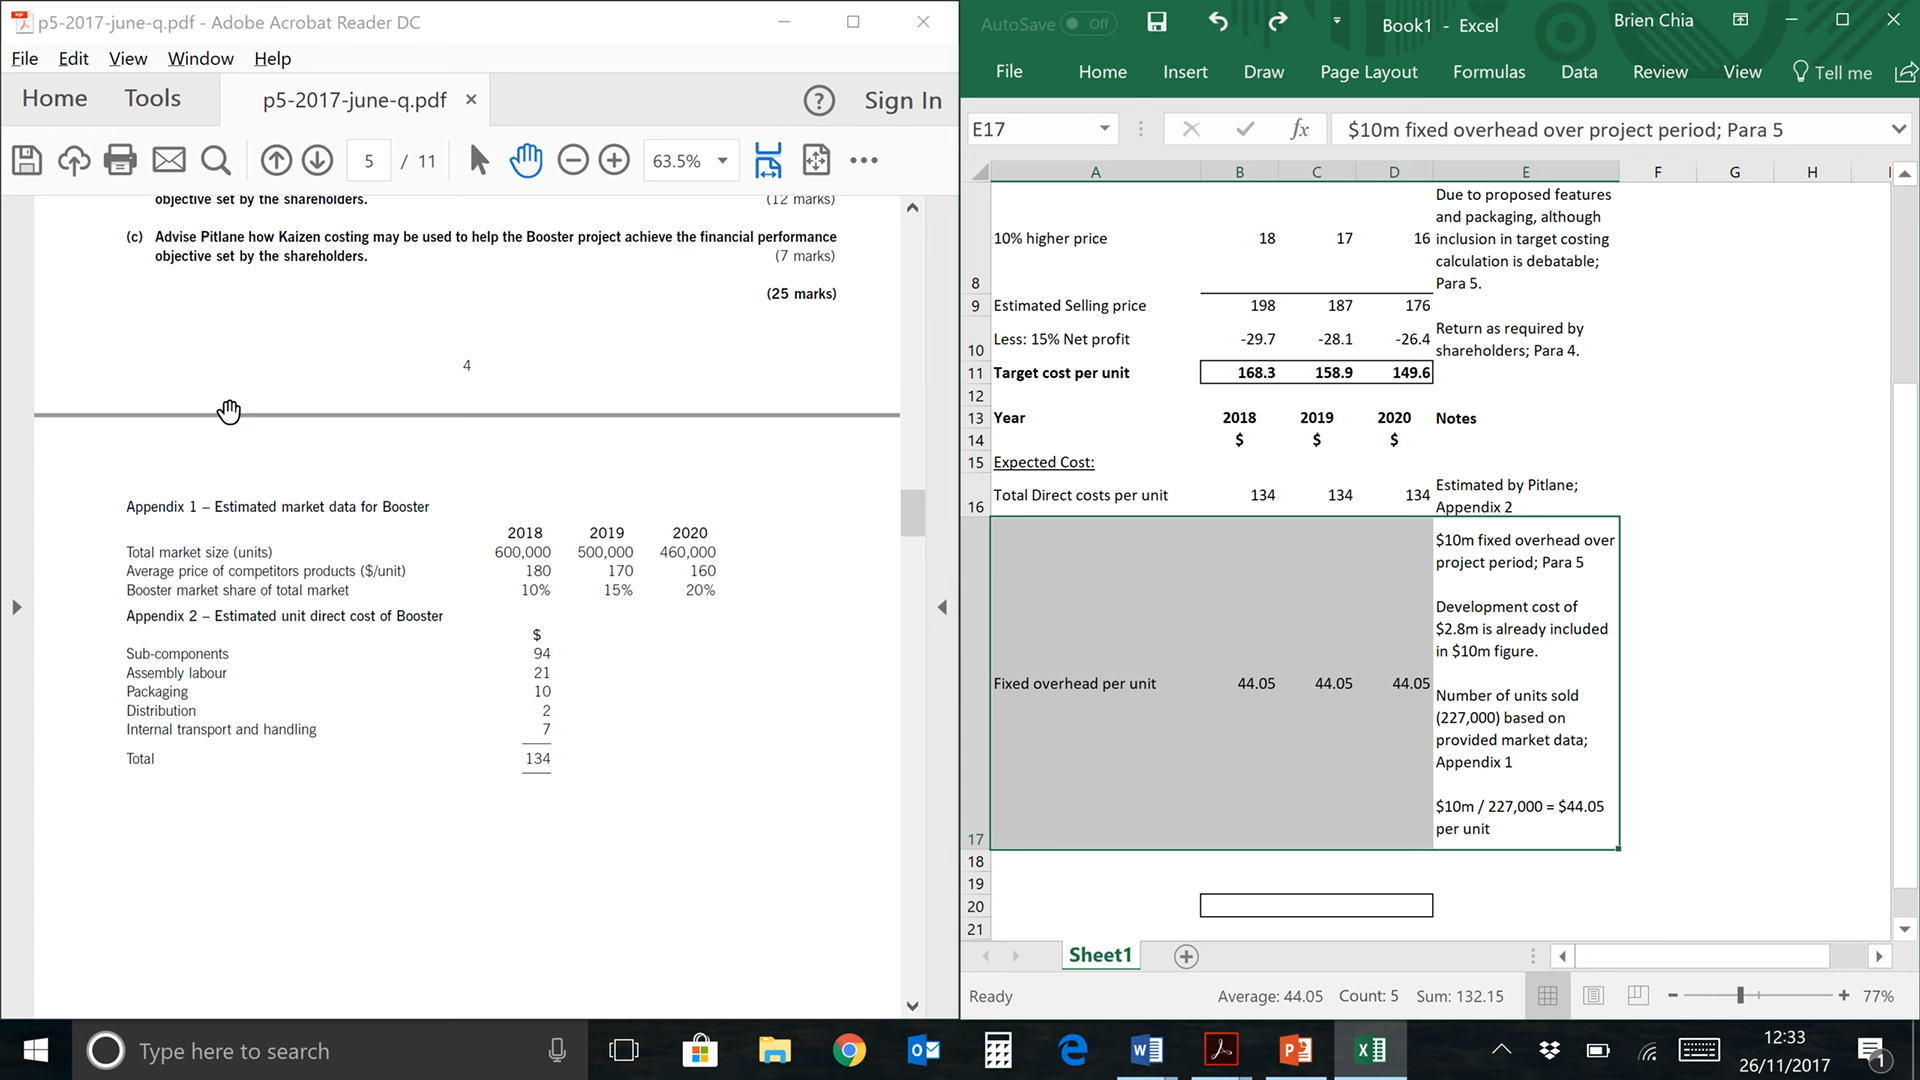 p5-2017-june-q.pdf - Adobe Acrobat Reader DC
File Edit View Window Help
Home Tools p5-2017-june-q.pdf × Sign In
5 / 11 63.5%
objective set by the shareholders. (12 marks)
(c) Advise Pitlane how Kaizen costing may be used to help the Booster project achieve the financial performance
objective set by the shareholders. (7 marks)
(25 marks)
4
Appendix 1 – Estimated market data for Booster
2018 2019 2020
Total market size (units) 600,000 500,000 460,000
Average price of competitors products ($/unit) 180 170 160
Booster market share of total market 10% 15% 20%
Appendix 2 – Estimated unit direct cost of Booster
$
Sub-components 94
Assembly labour 21
Packaging 10
Distribution 2
Internal transport and handling 7
Total 134
AutoSave Off Book1 - Excel Brien Chia
File Home Insert Draw Page Layout Formulas Data Review View Tell me
E17 fx $10m fixed overhead over project period; Para 5
A B C D E F G H I
Due to proposed features
and packaging, although
10% higher price 18 17 16 inclusion in target costing
calculation is debatable;
8 Para 5.
9 Estimated Selling price 198 187 176
Return as required by
10 Less: 15% Net profit -29.7 -28.1 -26.4
shareholders; Para 4.
11 Target cost per unit 168.3 158.9 149.6
12
13 Year 2018 2019 2020 Notes
14 $ $ $
15 Expected Cost:
Estimated by Pitlane;
16 Total Direct costs per unit 134 134 134
Appendix 2
$10m fixed overhead over
project period; Para 5
Development cost of
$2.8m is already included
in $10m figure.
Fixed overhead per unit 44.05 44.05 44.05
Number of units sold
(227,000) based on
provided market data;
Appendix 1
$10m / 227,000 = $44.05
per unit
17
18
19
20
21
Sheet1
Ready Average: 44.05 Count: 5 Sum: 132.15 77%
Type here to search
12:33
26/11/2017
1